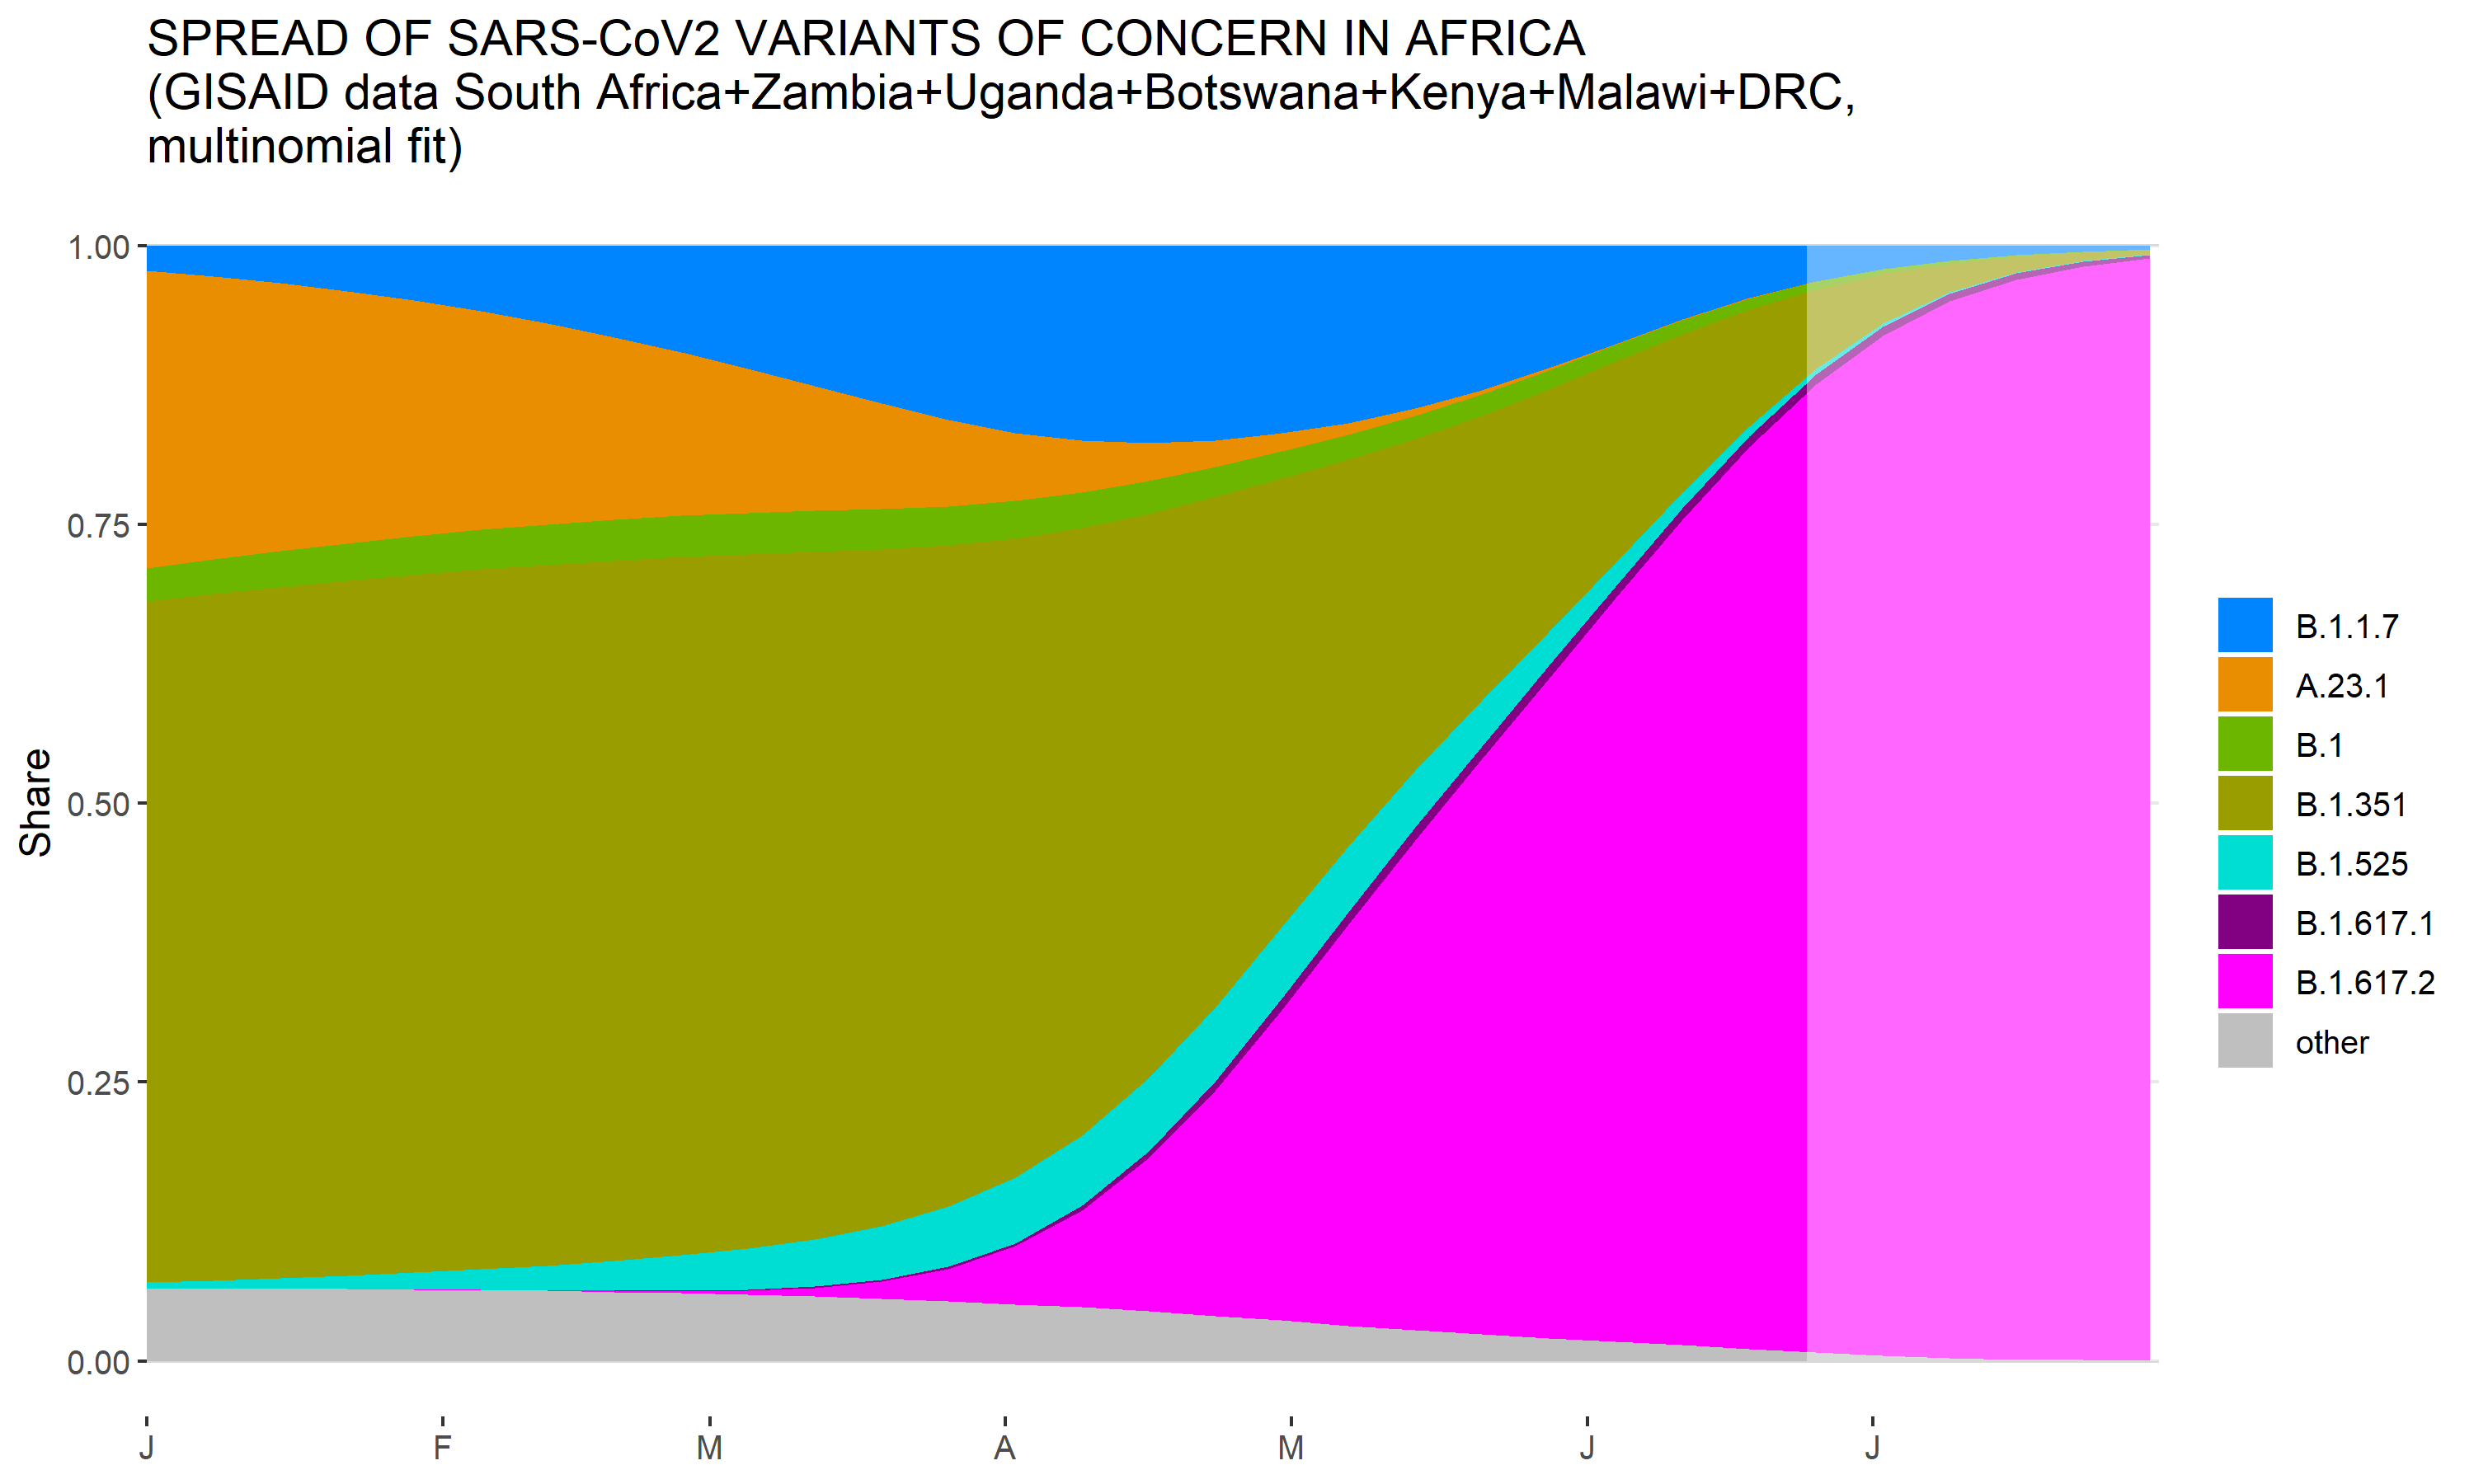 SPREAD OF SARS-CoV2 VARIANTS OF CONCERN IN AFRICA
(GISAID data South Africa+Zambia+Uganda+Botswana+Kenya+Malawi+DRC,
multinomial fit)
1.00
0.75
0.50
0.25
0.00
Share
J F M A M J J
B.1.1.7
A.23.1
B.1
B.1.351
B.1.525
B.1.617.1
B.1.617.2
other